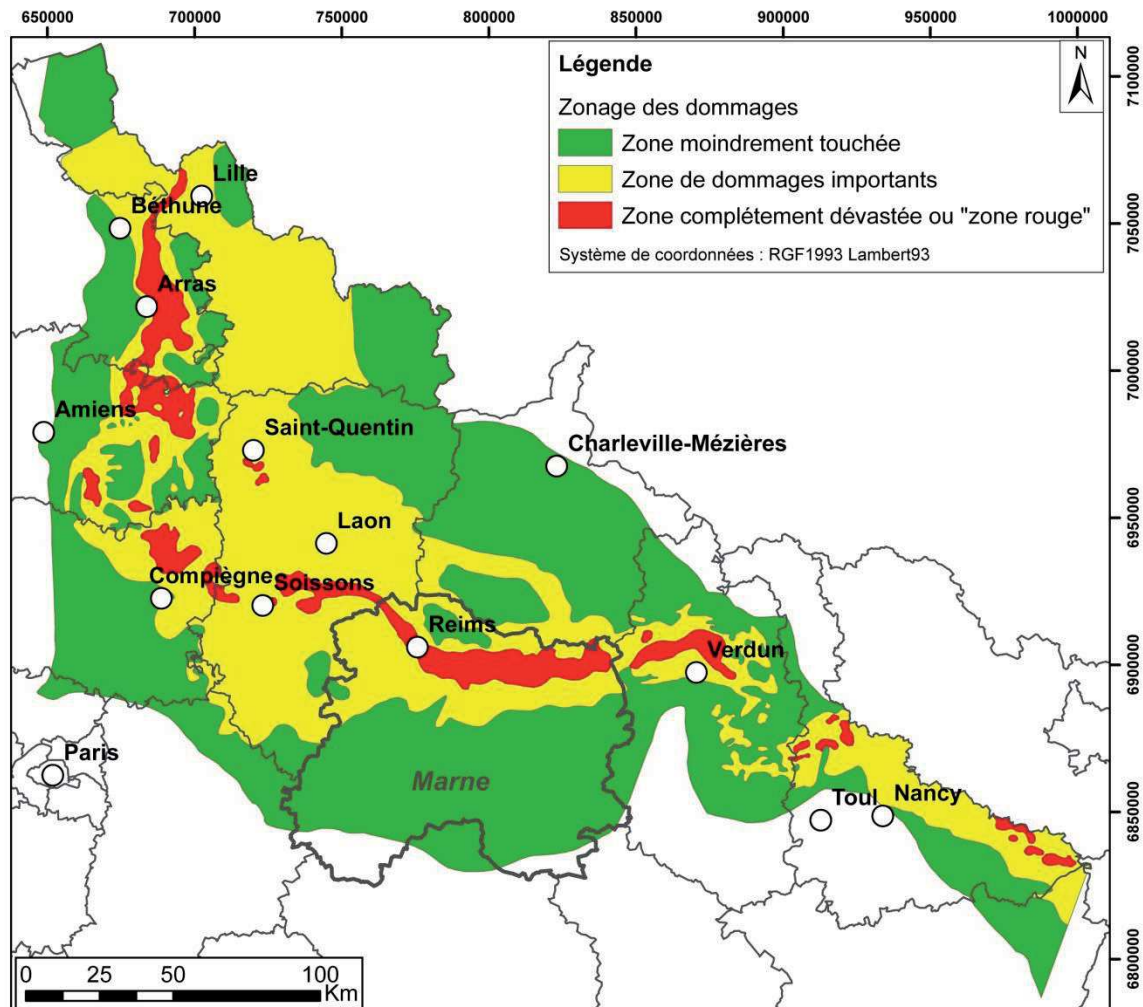 650000 700000 750000 800000 850000 900000 950000 1000000
N
Légende
Zonage des dommages
Zone moindrement touchée
Zone de dommages importants
Zone complétement dévastée ou "zone rouge"
Système de coordonnées : RGF1993 Lambert93
7100000
7050000
7000000
6950000
6900000
6850000
6800000
Lille
Béthune
Arras
Amiens
Saint-Quentin
Charleville-Mézières
Laon
Compiègne
Soissons
Reims
Verdun
Paris
Marne
Toul
Nancy
0 25 50 100
Km